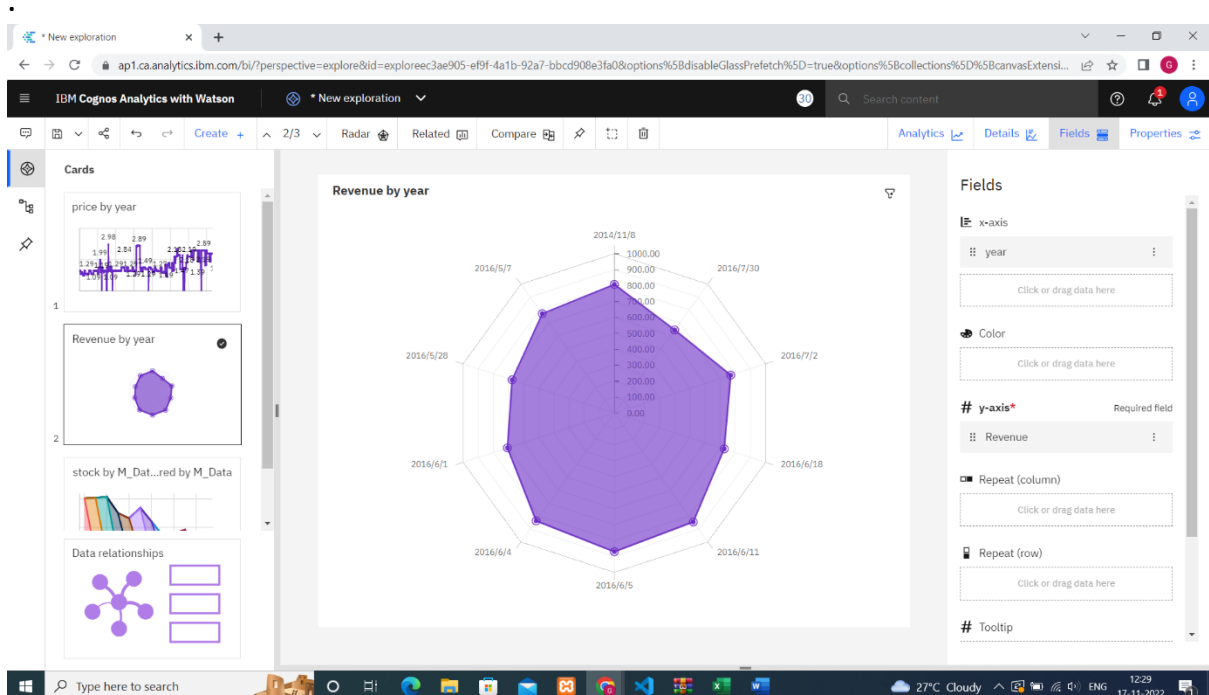 * New exploration
ap1.ca.analytics.ibm.com/bi/?perspective=explore&id=exploreec3ae905-ef9f-4a1b-92a7-bbcd908e3fa0&options%5BdisableGlassPrefetch%5D=true&options%5Bcollections%5D%5BcanvasExtensi...
G
IBM Cognos Analytics with Watson
* New exploration
30
Search content
1
Create +
2/3
Radar
Related
Compare
Analytics
Details
Fields
Properties
Cards
price by year
2.98
2.89
2.84
1.99
2.59
1
Revenue by year
2
stock by M_Dat...red by M_Data
Data relationships
Revenue by year
2014/11/8
2016/7/30
2016/7/2
2016/6/18
2016/6/11
2016/6/5
2016/6/4
2016/6/1
2016/5/28
2016/5/7
1000.00
900.00
800.00
700.00
600.00
500.00
400.00
300.00
200.00
100.00
0.00
Fields
x-axis
year
Click or drag data here
Color
Click or drag data here
# y-axis*
Required field
Revenue
Repeat (column)
Click or drag data here
Repeat (row)
Click or drag data here
# Tooltip
Type here to search
27°C Cloudy
ENG
12:29
17-11-2022